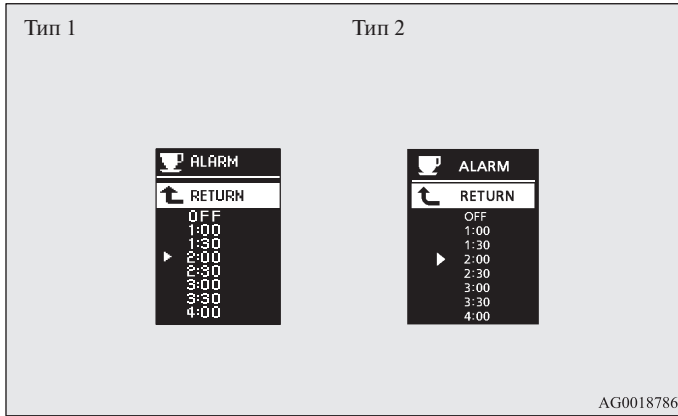 Тип 1
ALARM
RETURN
OFF
1:00
1:30
2:00
2:30
3:00
3:30
4:00
Тип 2
ALARM
RETURN
OFF
1:00
1:30
2:00
2:30
3:00
3:30
4:00
AG0018786